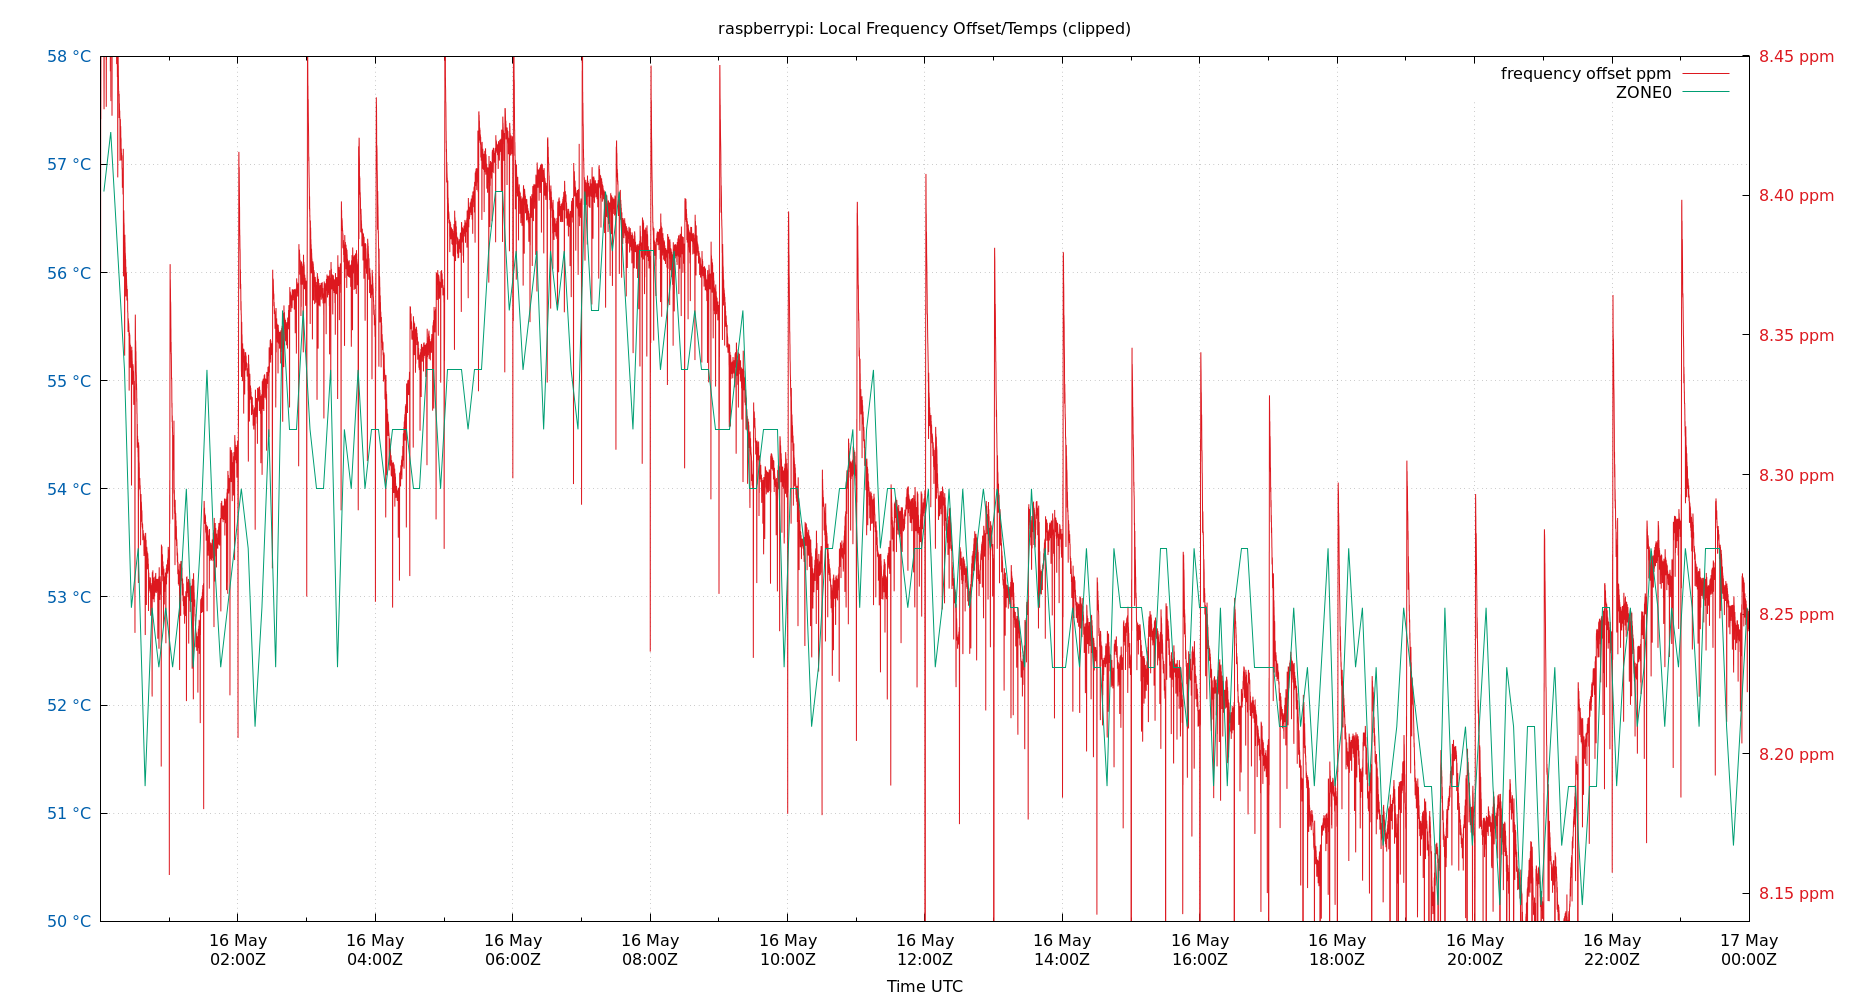 raspberrypi: Local Frequency Offset/Temps (clipped)
58 °C
57 °C
56 °C
55 °C
54 °C
53 °C
52 °C
51 °C
50 °C
8.45 ppm
8.40 ppm
8.35 ppm
8.30 ppm
8.25 ppm
8.20 ppm
8.15 ppm
frequency offset ppm
ZONE0
16 May
02:00Z
16 May
04:00Z
16 May
06:00Z
16 May
08:00Z
16 May
10:00Z
16 May
12:00Z
16 May
14:00Z
16 May
16:00Z
16 May
18:00Z
16 May
20:00Z
16 May
22:00Z
17 May
00:00Z
Time UTC